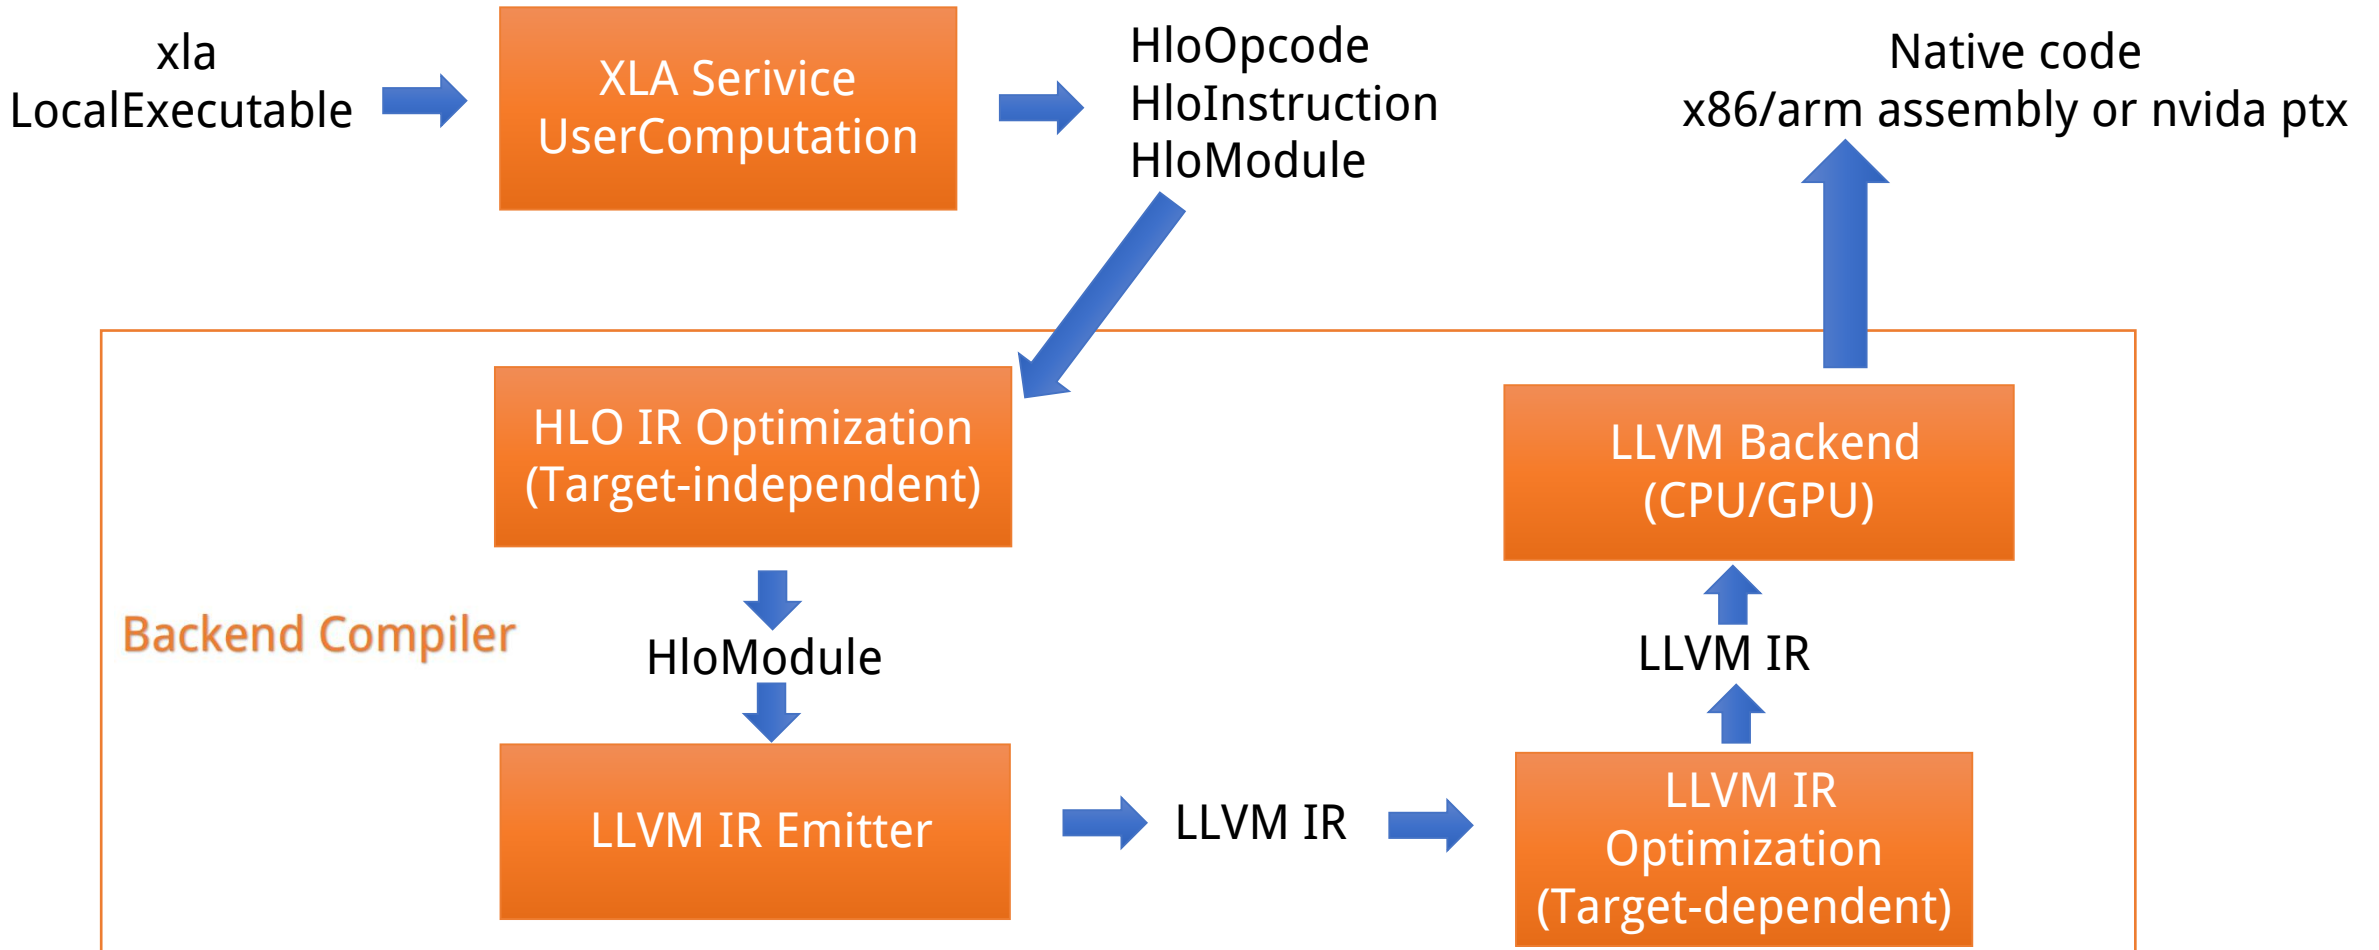 xla
LocalExecutable
XLA Serivice
UserComputation
HloOpcode
HloInstruction
HloModule
Native code
x86/arm assembly or nvida ptx
HLO IR Optimization
(Target-independent)
LLVM Backend
(CPU/GPU)
Backend Compiler
HloModule
LLVM IR
LLVM IR Emitter
LLVM IR
LLVM IR
Optimization
(Target-dependent)